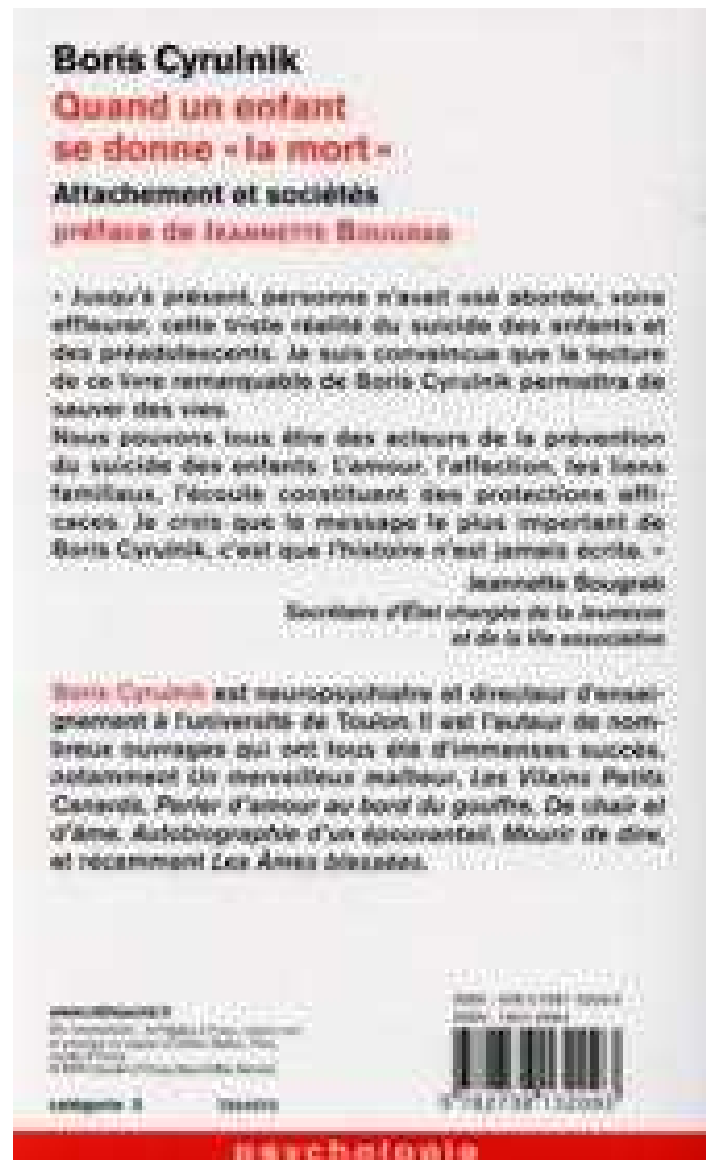 Boris Cyrulnik
Quand un enfant
se donne « la mort »
Attachement et sociétés
préface de JEANNETTE BOUGRAB
« Jusqu'à présent, personne n'avait osé aborder, voire
effleurer, cette triste réalité du suicide des enfants et
des préadolescents. Je suis convaincue que la lecture
de ce livre remarquable de Boris Cyrulnik permettra de
sauver des vies.
Nous pouvons tous être des acteurs de la prévention
du suicide des enfants. L'amour, l'affection, les liens
familiaux, l'écoute constituent des protections effi-
caces. Je crois que le message le plus important de
Boris Cyrulnik, c'est que l'histoire n'est jamais écrite. »
Jeannette Bougrab
Secrétaire d'État chargée de la Jeunesse
et de la Vie associative
Boris Cyrulnik est neuropsychiatre et directeur d'ensei-
gnement à l'université de Toulon. Il est l'auteur de nom-
breux ouvrages qui ont tous été d'immenses succès,
notamment Un merveilleux malheur, Les Vilains Petits
Canards, Parler d'amour au bord du gouffre, De chair et
d'âme, Autobiographie d'un épouvantail, Mourir de dire,
et récemment Les Âmes blessées.
psychologie